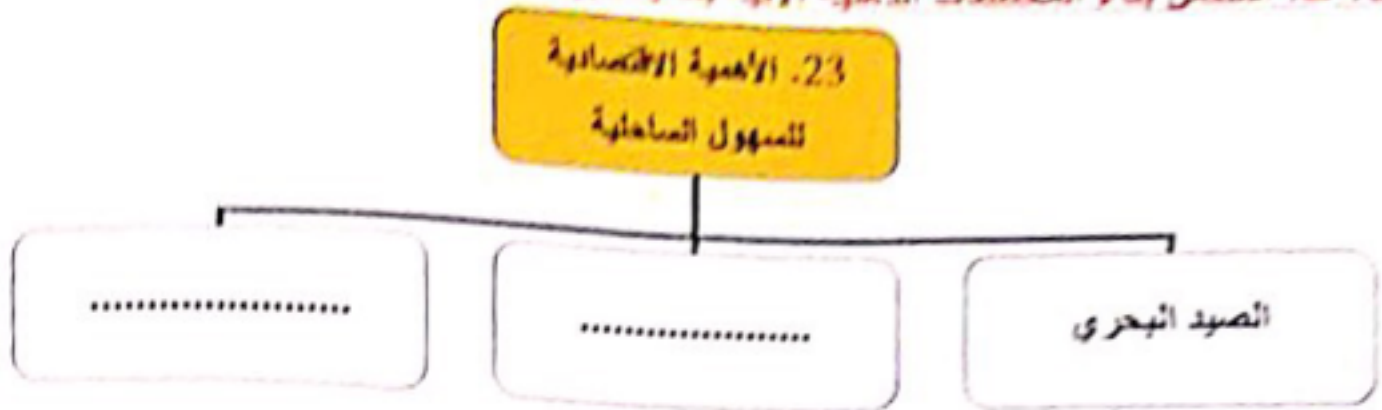 23. الأهمية الاقتصادية
للسهول الساحلية
الصيد البحري
....................
......................